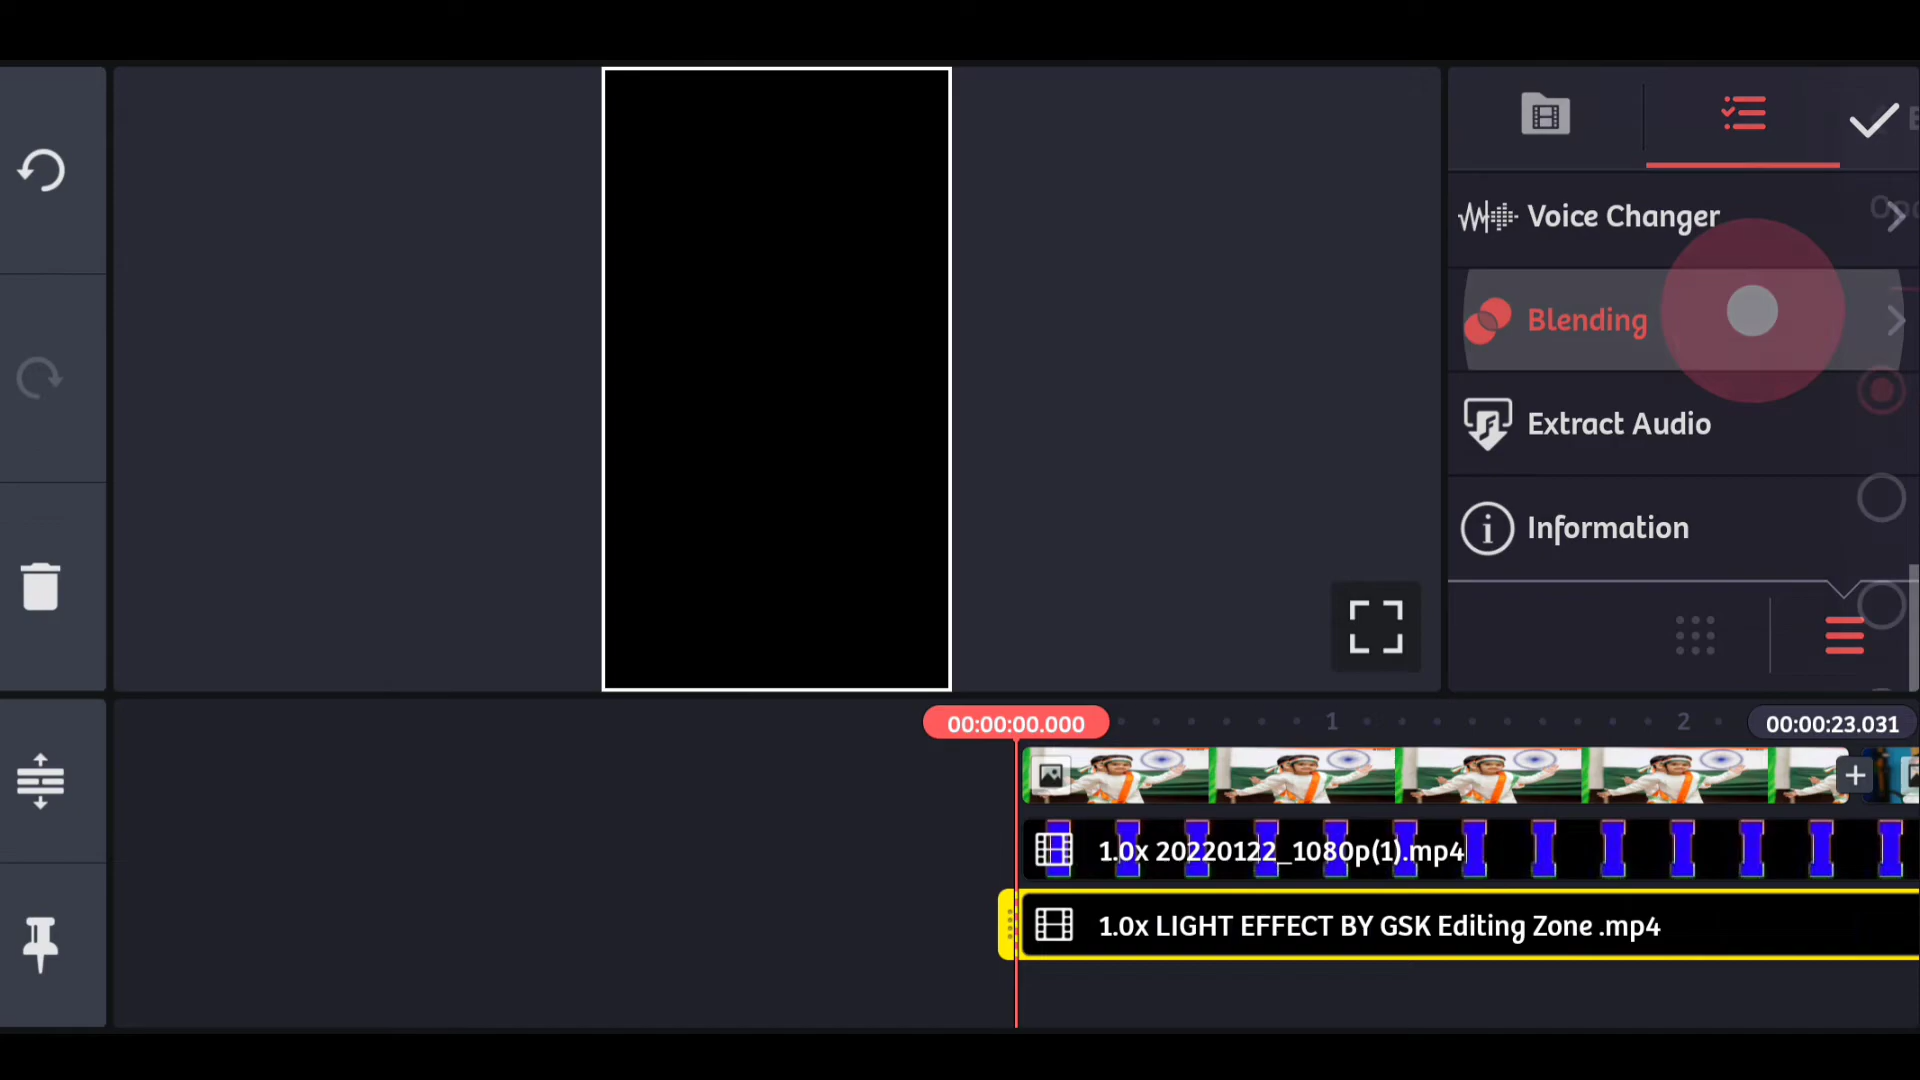 Voice Changer
Blending
Extract Audio
Information
00:00:00.000
1
2
00:00:23.031
1.0x 20220122_1080p(1).mp4
1.0x LIGHT EFFECT BY GSK Editing Zone .mp4